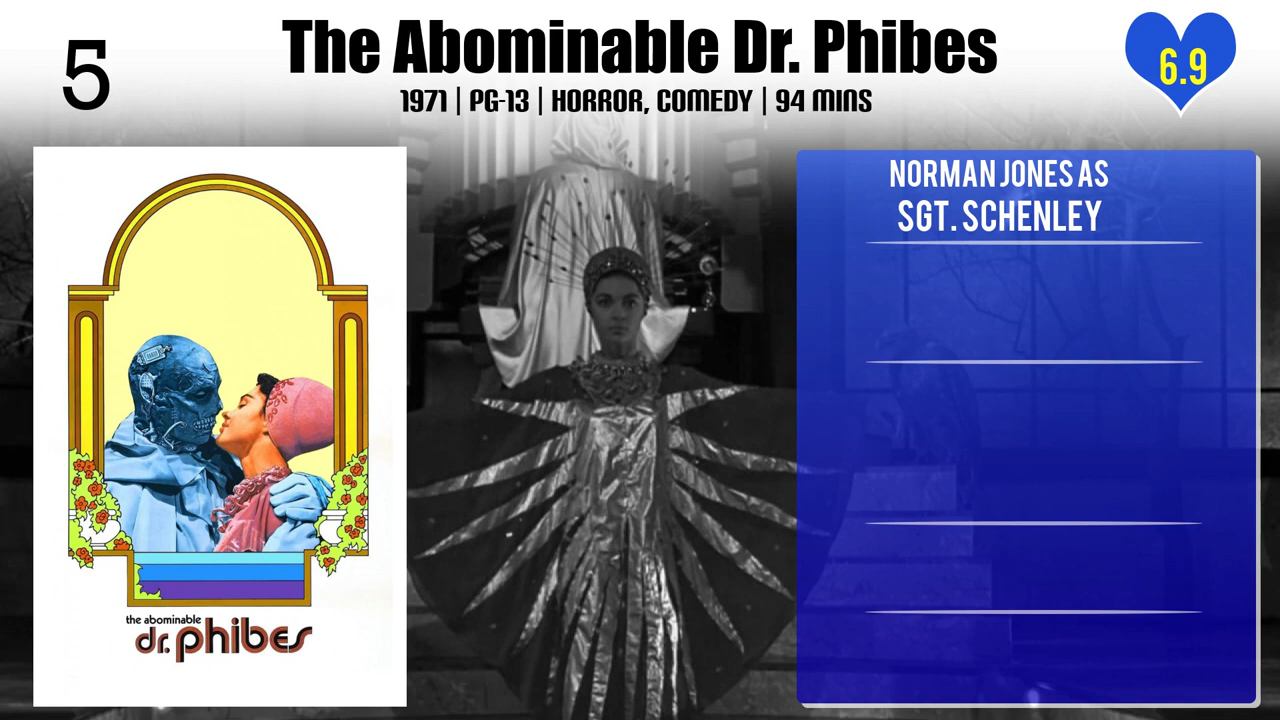 5
The Abominable Dr. Phibes
1971 | PG-13 | HORROR, COMEDY | 94 MINS
6.9
NORMAN JONES AS
SGT. SCHENLEY
the abominable
dr. phibes